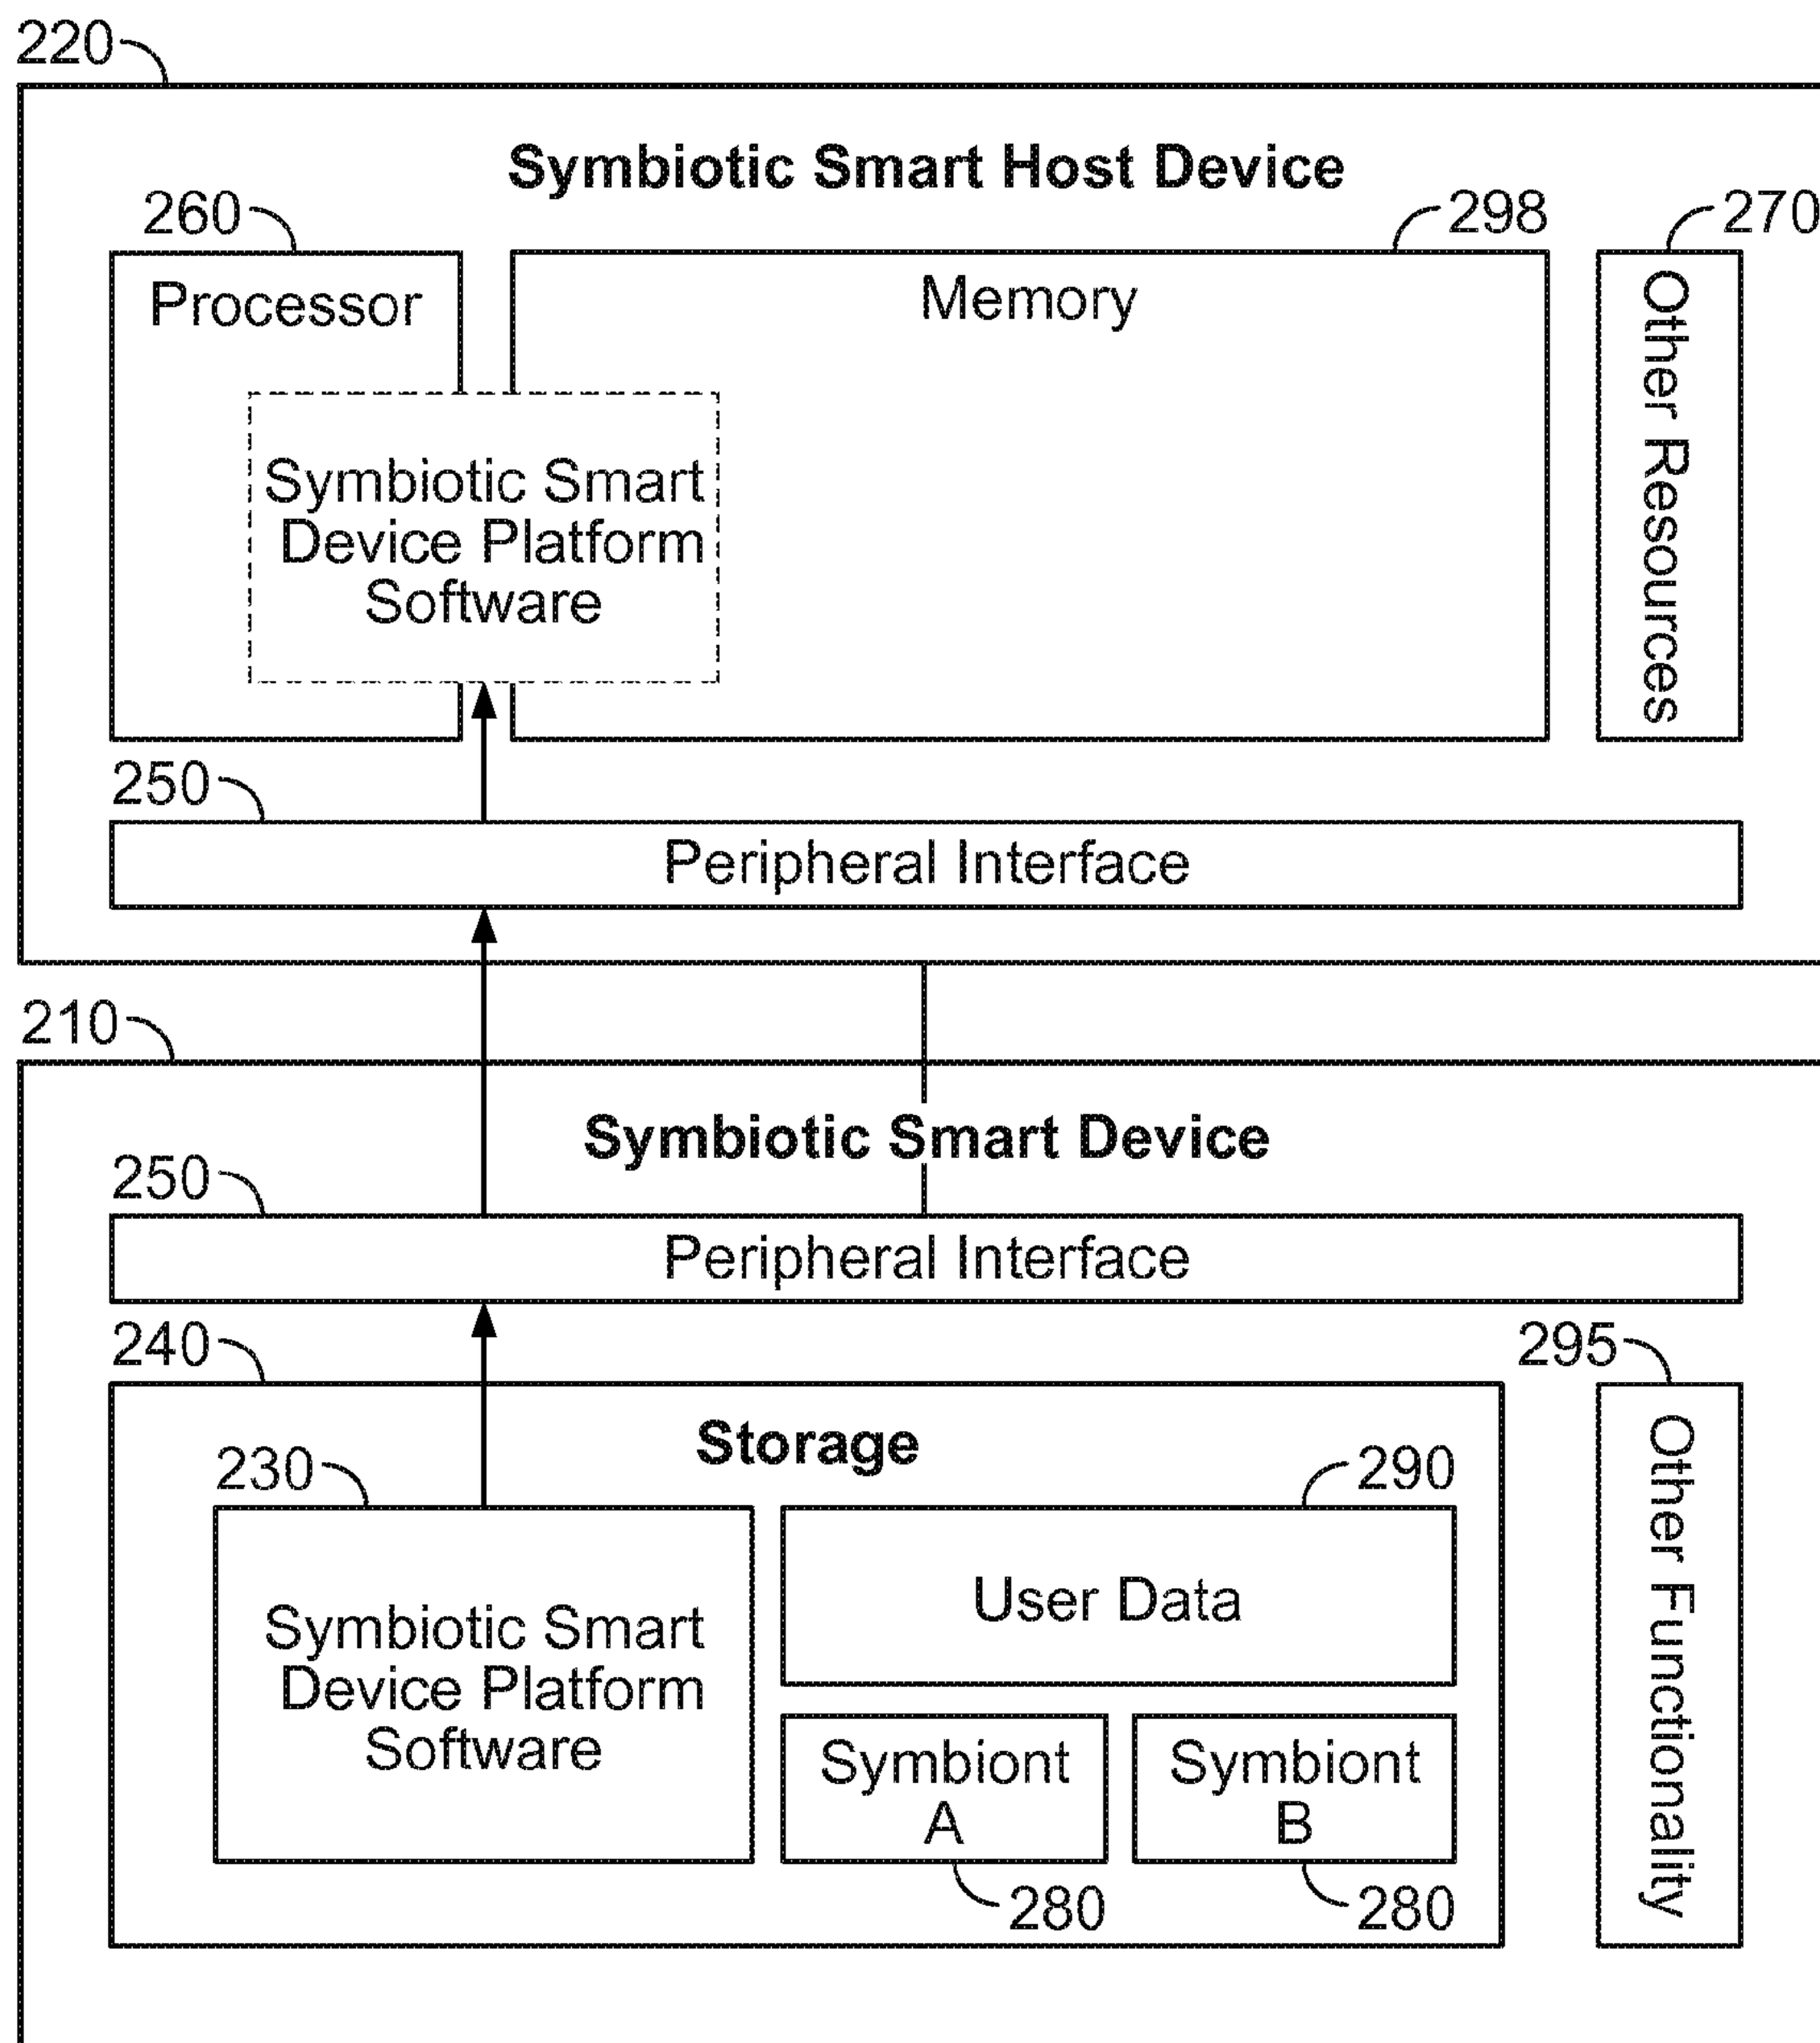 220
Symbiotic Smart Host Device
260
298
270
Processor
Memory
Other Resources
Symbiotic Smart
Device Platform
Software
250
Peripheral Interface
210
Symbiotic Smart Device
250
Peripheral Interface
240
295
Storage
Other Functionality
230
290
Symbiotic Smart
Device Platform
Software
User Data
Symbiont
A
Symbiont
B
280
280